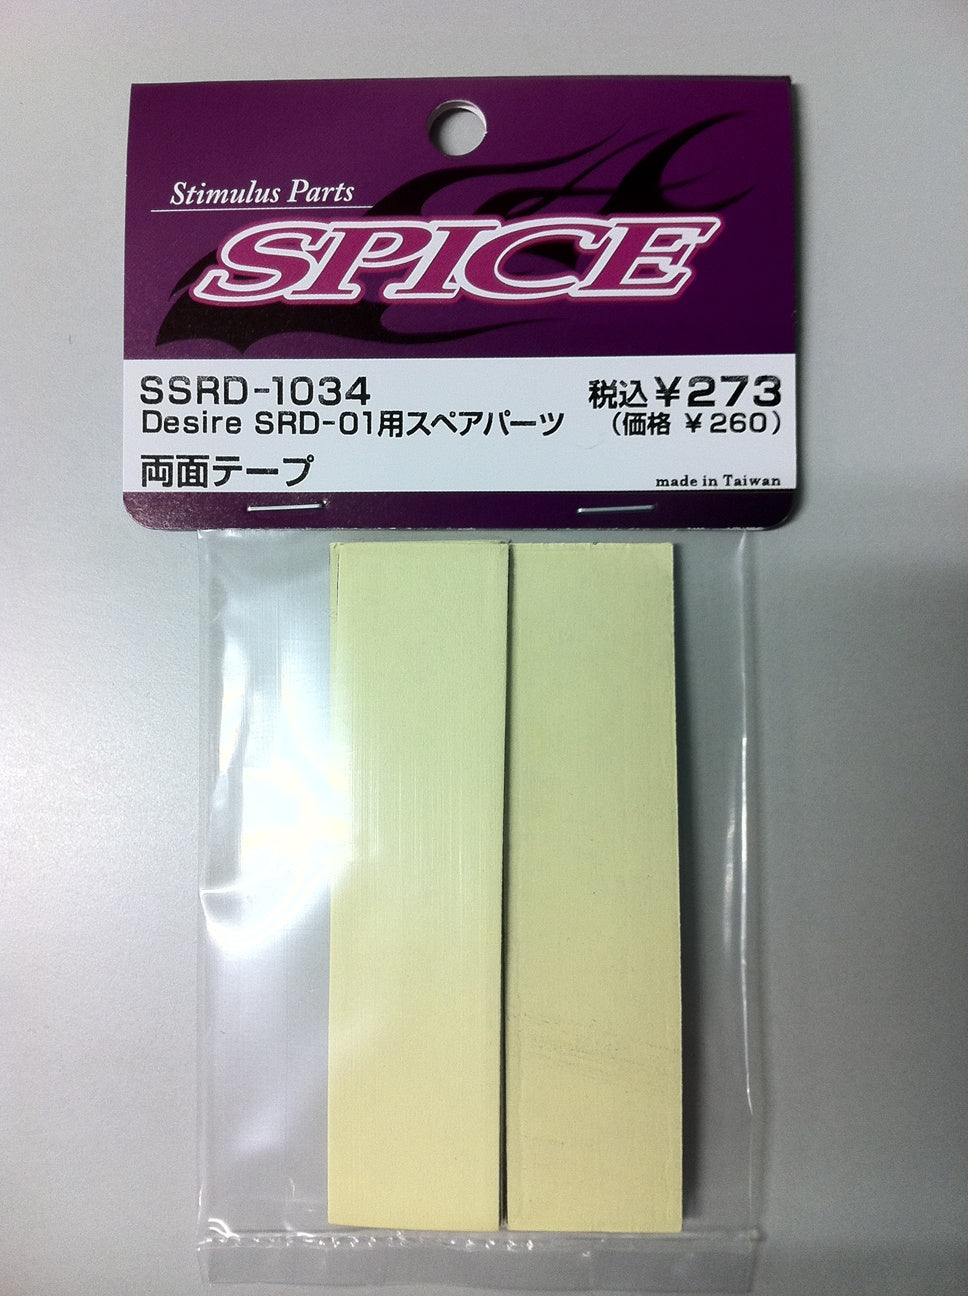 Stimulus Parts
SPICE
SSRD-1034 税込¥273
Desire SRD-01用スペアパーツ (価格 ¥260)
両面テープ made in Taiwan